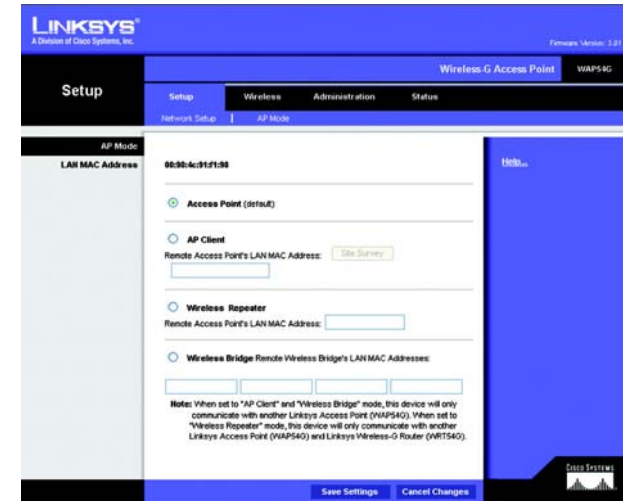 LINKSYS®
A Division of Cisco Systems, Inc.
Firmware Version: 3.01
Wireless-G Access Point
WAP54G
Setup
Setup
Wireless
Administration
Status
Network Setup | AP Mode
AP Mode
LAN MAC Address
00:90:4c:91:f1:98
Help...
Access Point (default)
AP Client
Remote Access Point's LAN MAC Address:
Site Survey
Wireless Repeater
Remote Access Point's LAN MAC Address:
Wireless Bridge Remote Wireless Bridge's LAN MAC Addresses:
Note: When set to "AP Client" and "Wireless Bridge" mode, this device will only
communicate with another Linksys Access Point (WAP54G). When set to
"Wireless Repeater" mode, this device will only communicate with another
Linksys Access Point (WAP54G) and Linksys Wireless-G Router (WRT54G).
CISCO SYSTEMS
Save Settings
Cancel Changes